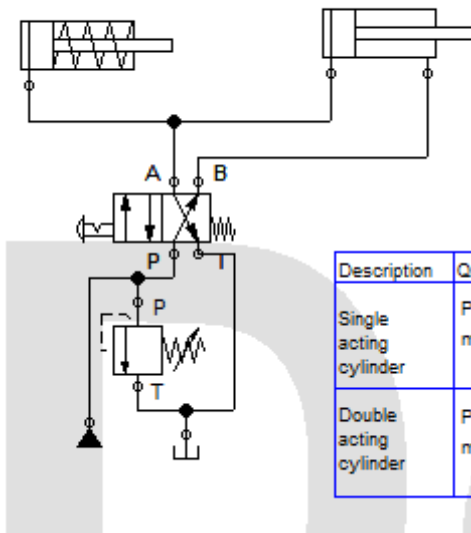 A B
P T
P
T
Description Q
Single P
acting
cylinder
Double P
acting
cylinder